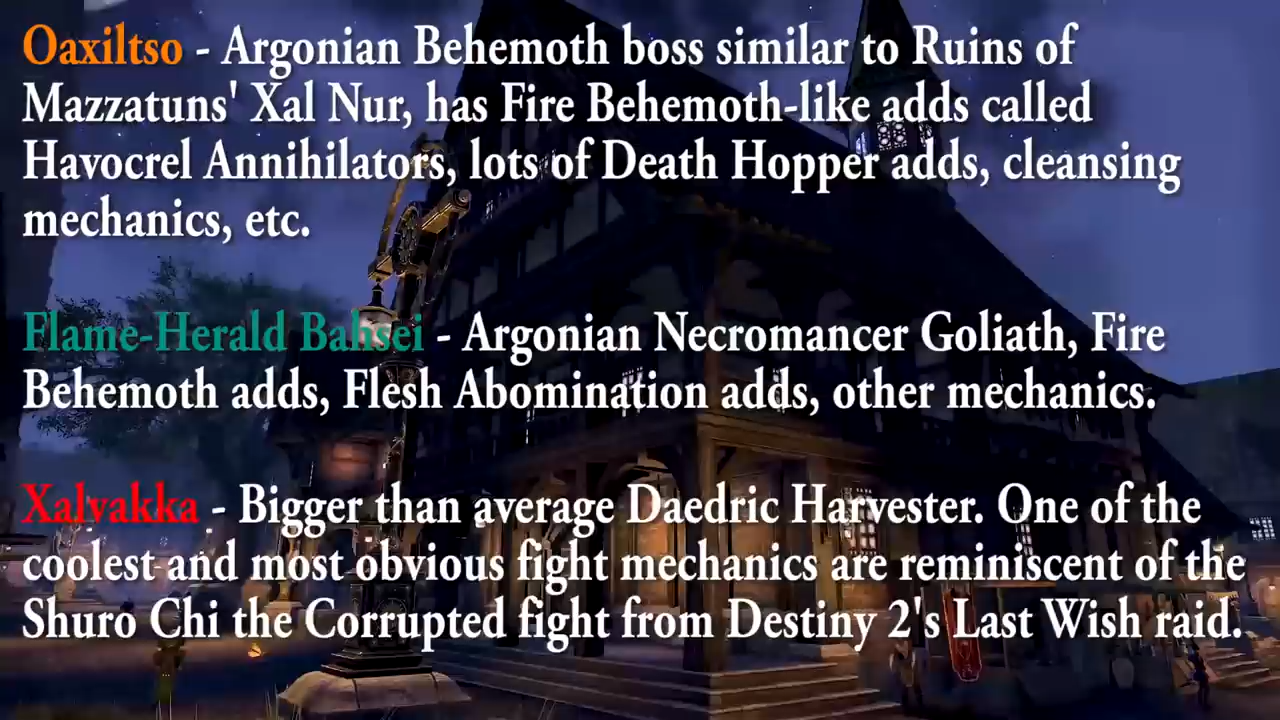 Oaxiltso - Argonian Behemoth boss similar to Ruins of
Mazzatuns' Xal Nur, has Fire Behemoth-like adds called
Havocrel Annihilators, lots of Death Hopper adds, cleansing
mechanics, etc.
Flame-Herald Bahsei - Argonian Necromancer Goliath, Fire
Behemoth adds, Flesh Abomination adds, other mechanics.
Xalvakka - Bigger than average Daedric Harvester. One of the
coolest and most obvious fight mechanics are reminiscent of the
Shuro Chi the Corrupted fight from Destiny 2's Last Wish raid.